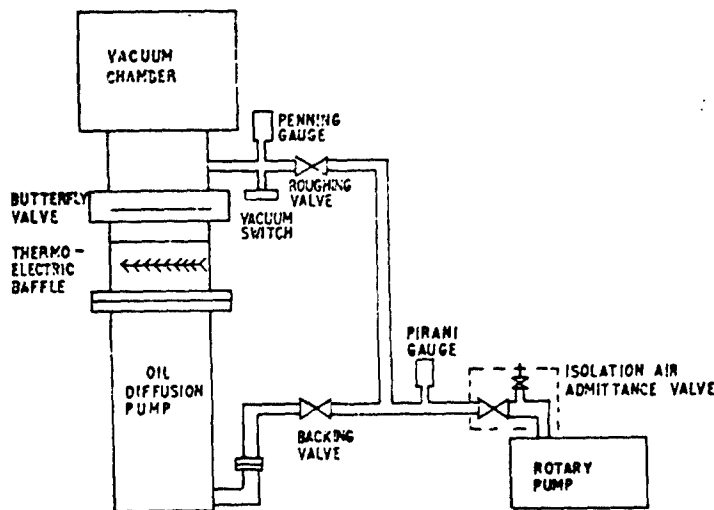 VACUUM
CHAMBER
PENNING
GAUGE
ROUGHING
VALVE
BUTTERFLY
VALVE
VACUUM
SWITCH
THERMO-
ELECTRIC
BAFFLE
PIRANI
GAUGE
ISOLATION AIR
ADMITTANCE VALVE
OIL
DIFFUSION
PUMP
BACKING
VALVE
ROTARY
PUMP